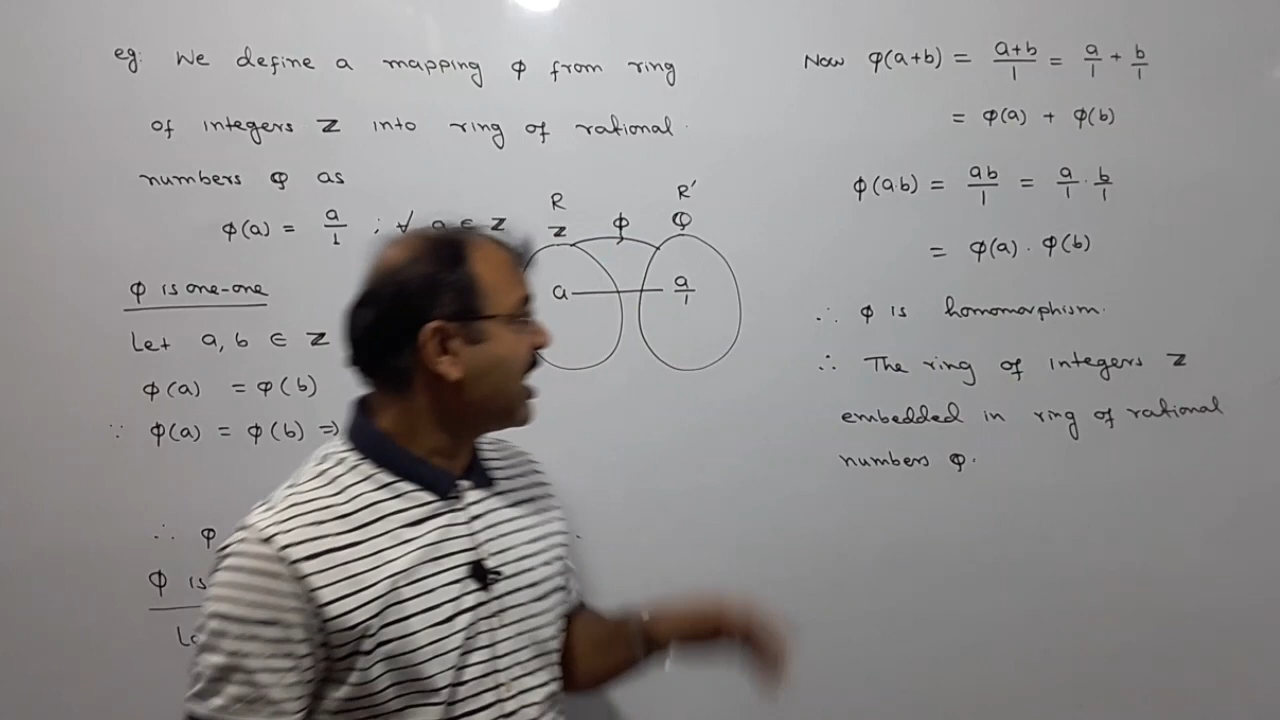 eg: We define a mapping φ from ring
of integers Z into ring of rational
numbers Q as
φ(a) = a/1 ; ∀ a ∈ Z
φ is one-one
Let a, b ∈ Z
φ(a) = φ(b)
∵ φ(a) = φ(b) ⇒
∴ φ
φ is
R
Z
φ
R'
Q
a
a/1
Now φ(a+b) = a+b/1 = a/1 + b/1
= φ(a) + φ(b)
φ(a.b) = ab/1 = a/1 . b/1
= φ(a) . φ(b)
∴ φ is homomorphism.
∴ The ring of integers Z
embedded in ring of rational
numbers Q.